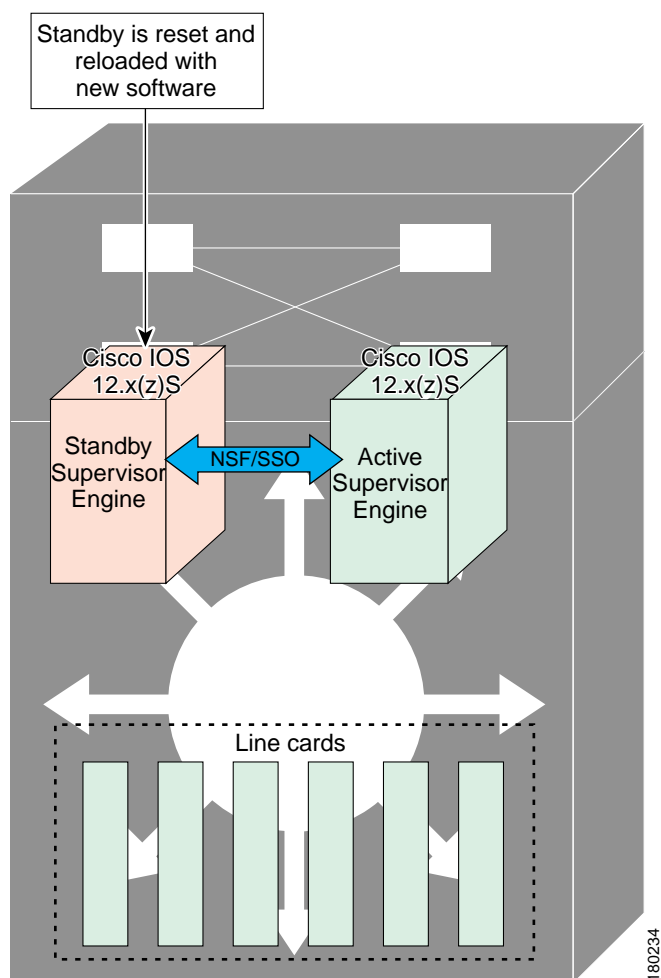 Standby is reset and
reloaded with
new software
Cisco IOS
12.x(z)S
Cisco IOS
12.x(z)S
Standby
Supervisor
Engine
NSF/SSO
Active
Supervisor
Engine
Line cards
180234